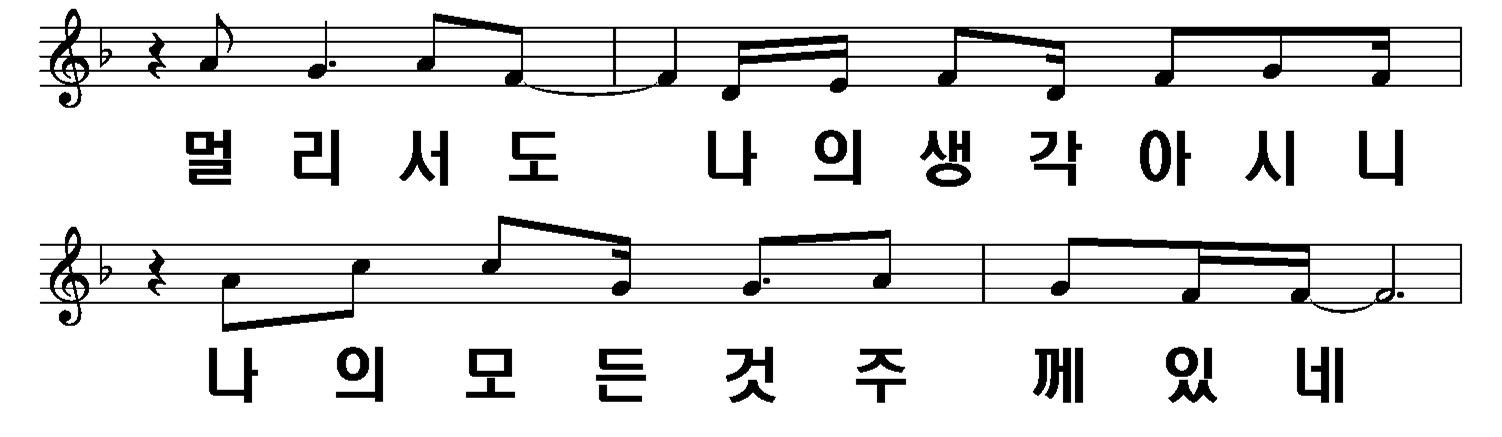 멀 리 서 도 나 의 생 각 아 시 니
나 의 모 든 것 주 께 있 네